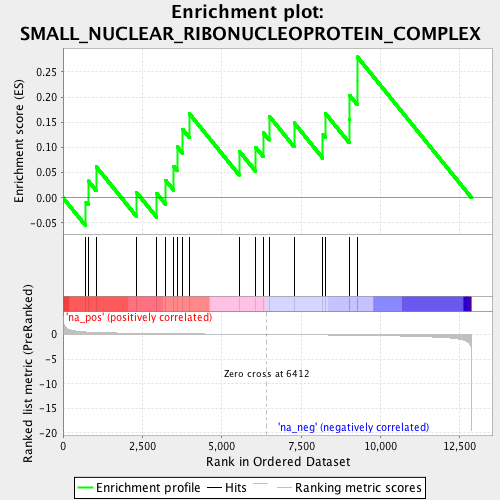 Enrichment plot:
SMALL_NUCLEAR_RIBONUCLEOPROTEIN_COMPLEX
Enrichment score (ES)
0.25
0.20
0.15
0.10
0.05
0.00
-0.05
'na_pos' (positively correlated)
Ranked list metric (PreRanked)
0
-5
-10
-15
-20
Zero cross at 6412
'na_neg' (negatively correlated)
0
2,500
5,000
7,500
10,000
12,500
Rank in Ordered Dataset
Enrichment profile
Hits
Ranking metric scores